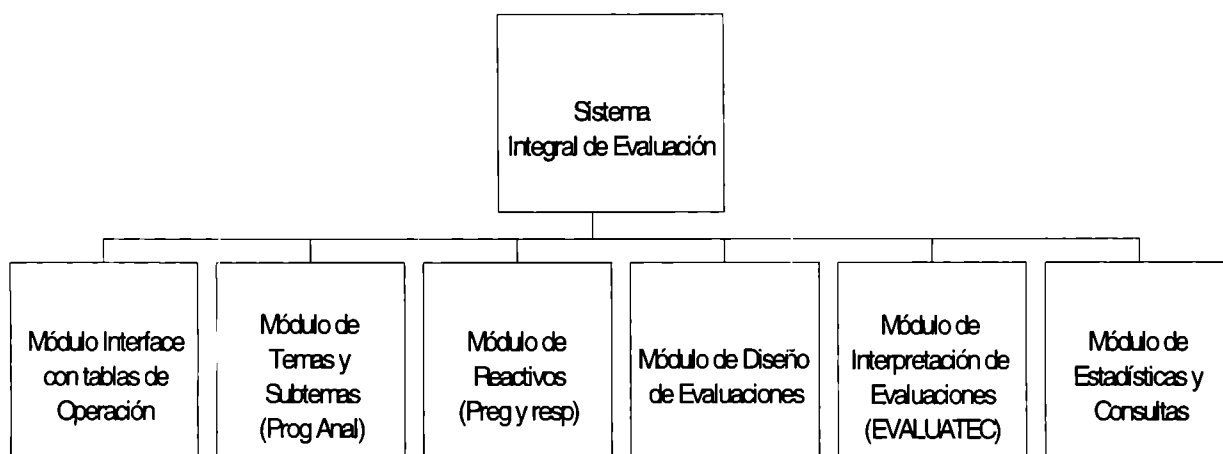 Sistema
Integral de Evaluación
Módulo Interface
con tablas de
Operación
Módulo de
Temas y
Subtemas
(Prog Anal)
Módulo de
Reactivos
(Preg y resp)
Módulo de Diseño
de Evaluaciones
Módulo de
Interpretación de
Evaluaciones
(EVALUATEC)
Módulo de
Estadísticas y
Consultas